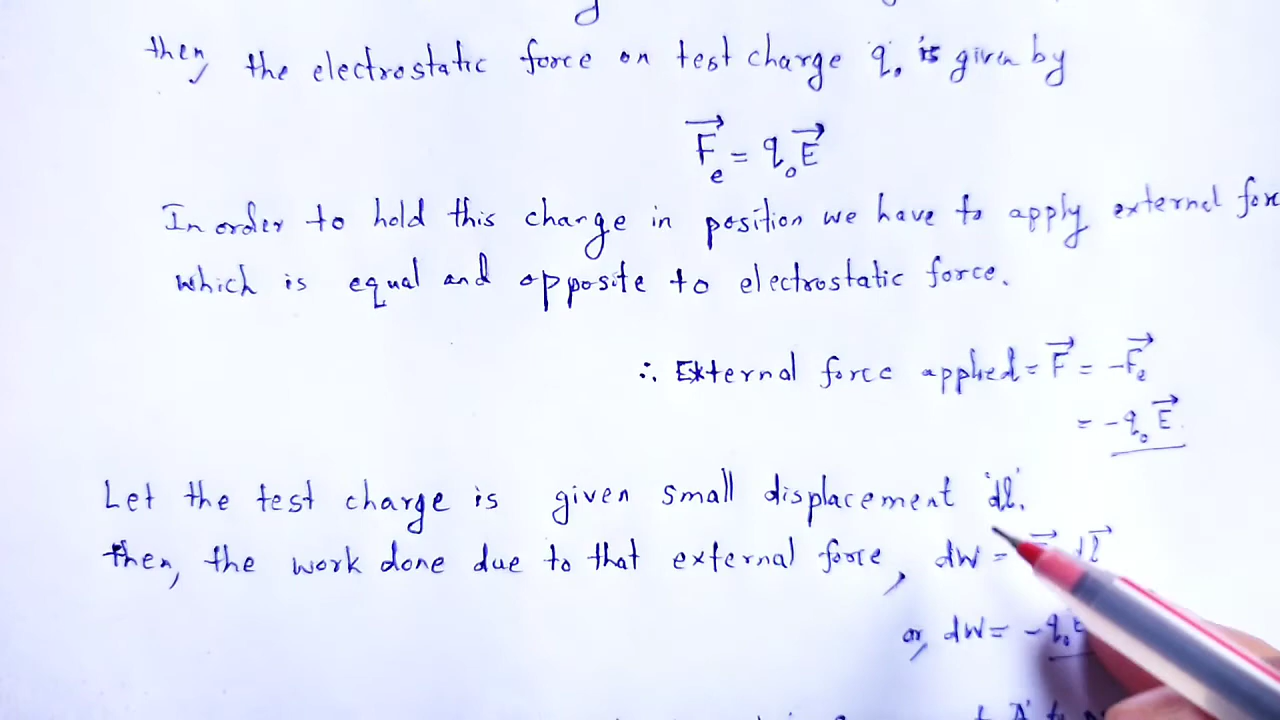 then, the electrostatic force on test charge q₀ is given by
F⃗ₑ = q₀E⃗
In order to hold this charge in position we have to apply external for
which is equal and opposite to electrostatic force.
∴ External force applied = F⃗ = -F⃗ₑ
= -q₀E⃗
Let the test charge is given small displacement 'dl'.
then, the work done due to that external force, dW = dl⃗
or, dW = -q₀E